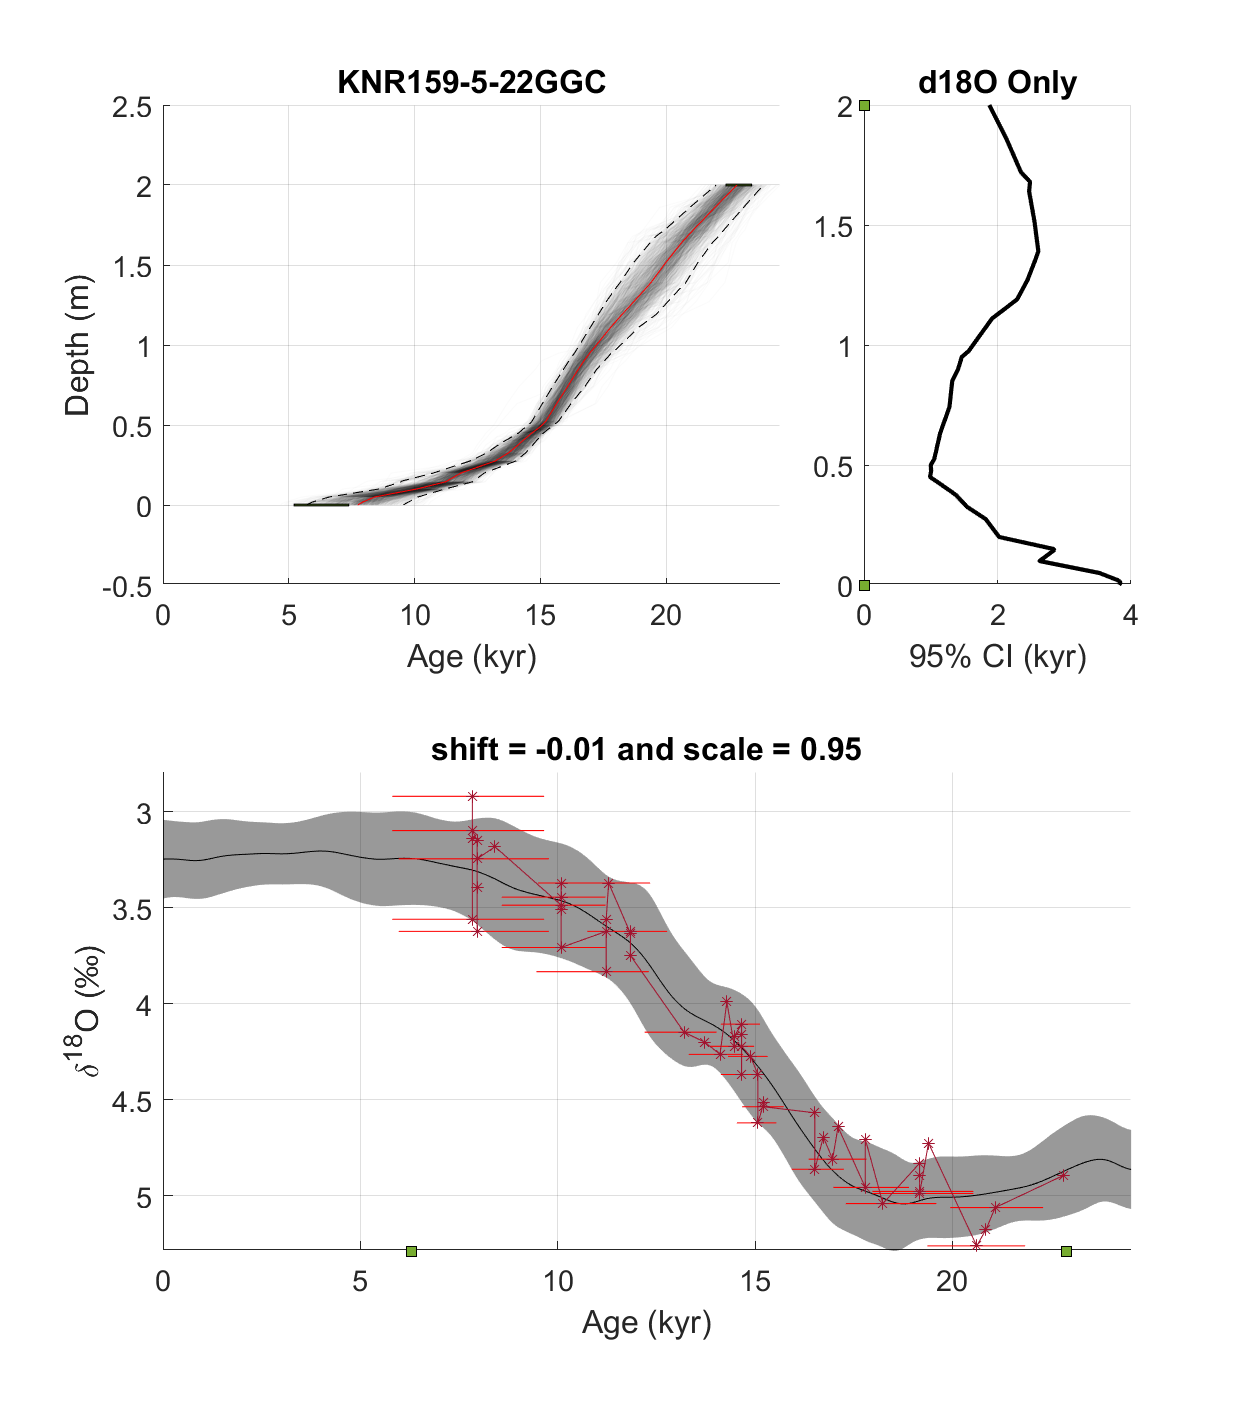 KNR159-5-22GGC
2.5
2
1.5
1
0.5
0
-0.5
Depth (m)
0 5 10 15 20
Age (kyr)
d18O Only
2
1.5
1
0.5
0
0 2 4
95% CI (kyr)
shift = -0.01 and scale = 0.95
3
3.5
4
4.5
5
δ¹⁸O (‰)
0 5 10 15 20
Age (kyr)